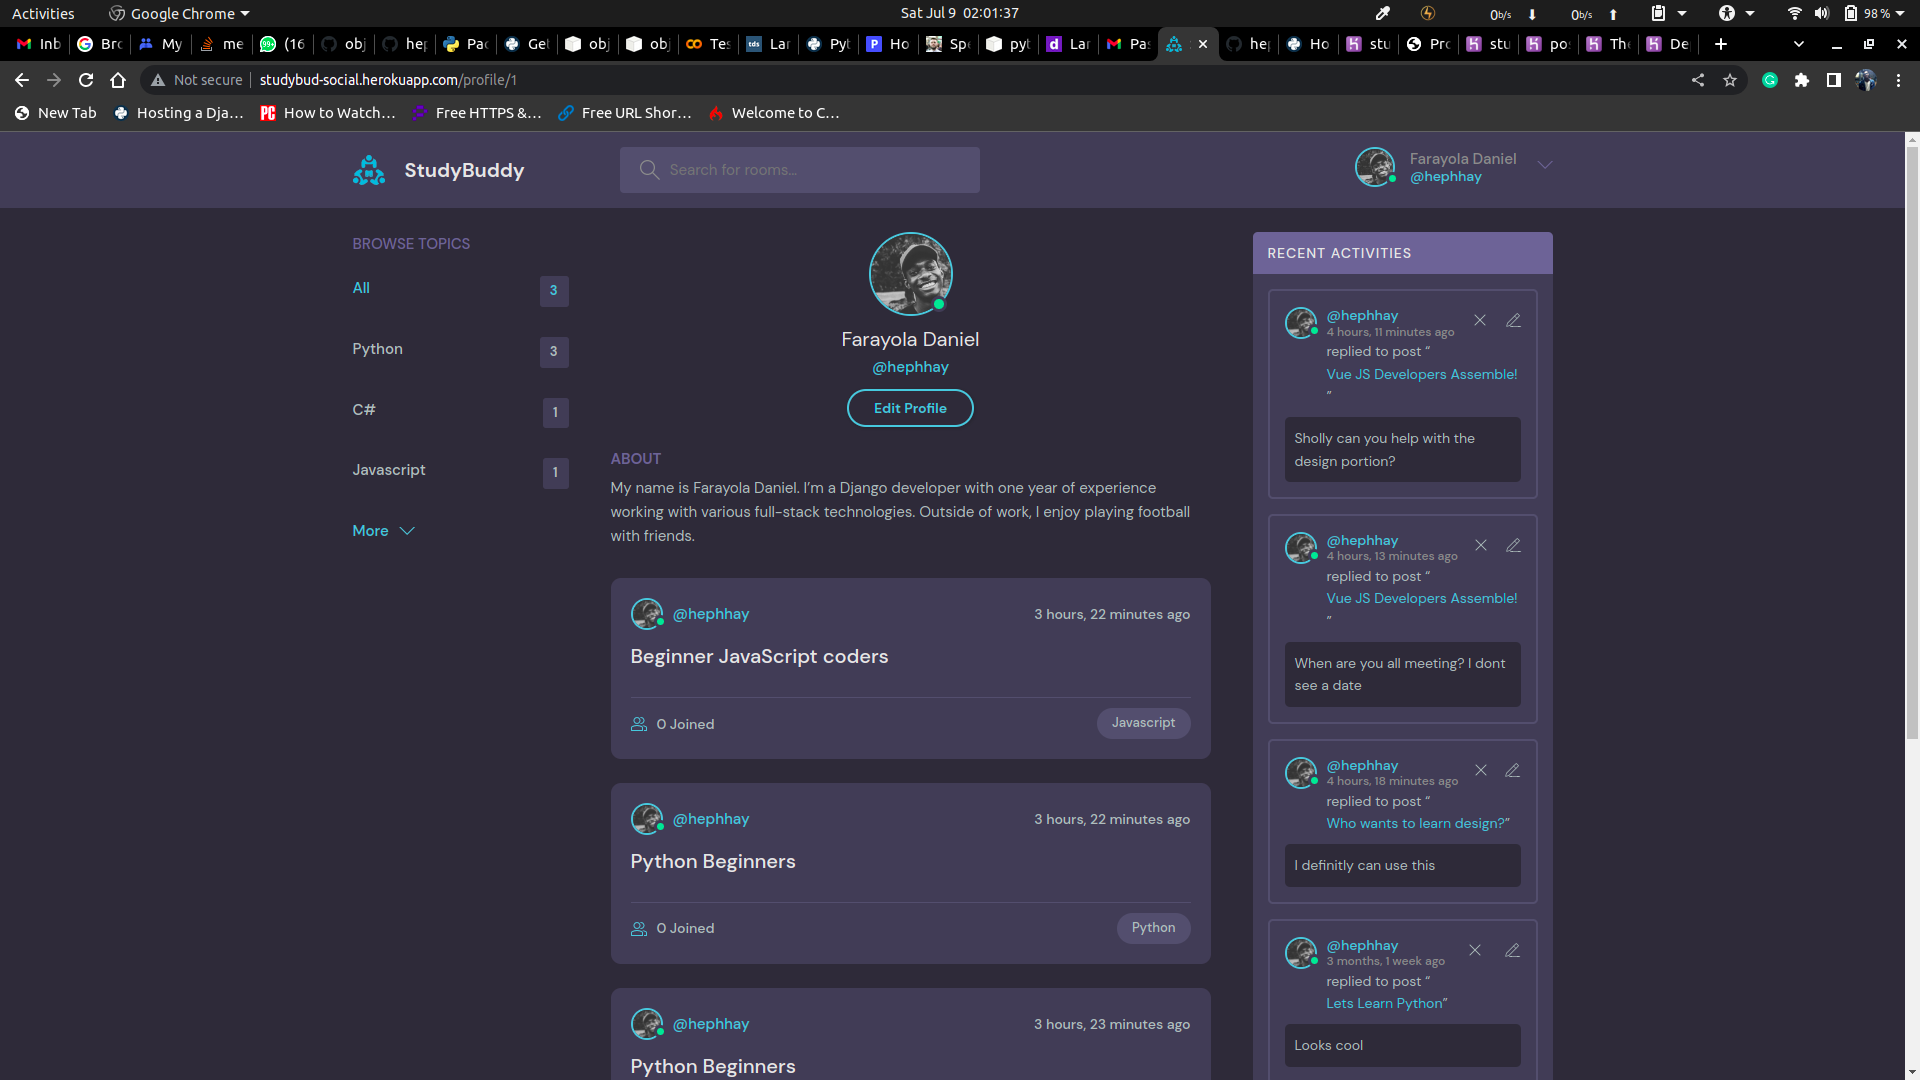 Activities
Google Chrome
Sat Jul 9 02:01:37
0b/s
0b/s
98 %
Inb
Brc
My
me
99+
(16
obj
hep
Pac
Get
obj
obj
Tes
tds
Lar
Pyt
Ho
Spe
pyt
Lar
Pas
hep
Ho
stu
Pro
stu
pos
The
De
Not secure
studybud-social.herokuapp.com/profile/1
New Tab
Hosting a Dja...
PC
How to Watch...
Free HTTPS &...
Free URL Shor...
Welcome to C...
StudyBuddy
Search for rooms...
Farayola Daniel
@hephhay
BROWSE TOPICS
All
3
Python
3
C#
1
Javascript
1
More
Farayola Daniel
@hephhay
Edit Profile
ABOUT
My name is Farayola Daniel. I'm a Django developer with one year of experience
working with various full-stack technologies. Outside of work, I enjoy playing football
with friends.
@hephhay
3 hours, 22 minutes ago
Beginner JavaScript coders
0 Joined
Javascript
@hephhay
3 hours, 22 minutes ago
Python Beginners
0 Joined
Python
@hephhay
3 hours, 23 minutes ago
Python Beginners
RECENT ACTIVITIES
@hephhay
4 hours, 11 minutes ago
replied to post “
Vue JS Developers Assemble!
”
Sholly can you help with the
design portion?
@hephhay
4 hours, 13 minutes ago
replied to post “
Vue JS Developers Assemble!
”
When are you all meeting? I dont
see a date
@hephhay
4 hours, 18 minutes ago
replied to post “
Who wants to learn design?”
I definitly can use this
@hephhay
3 months, 1 week ago
replied to post “
Lets Learn Python”
Looks cool